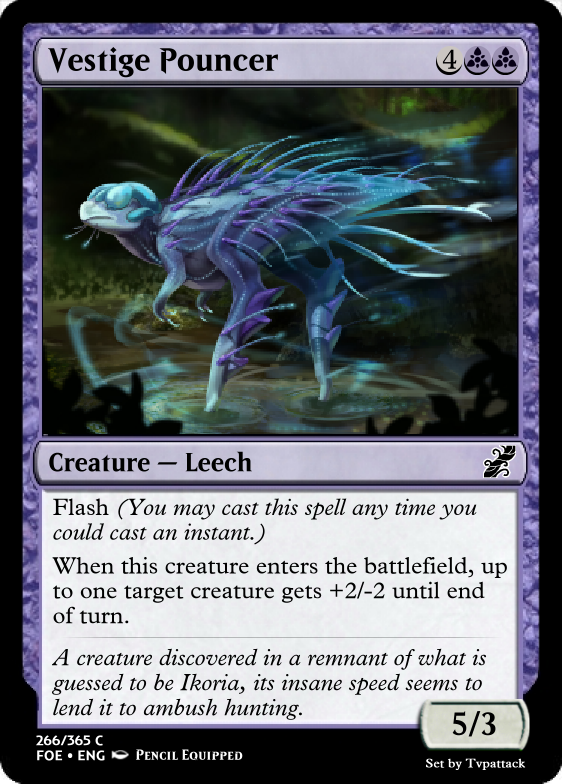 Vestige Pouncer
4
Creature — Leech
Flash (You may cast this spell any time you
could cast an instant.)
When this creature enters the battlefield, up
to one target creature gets +2/-2 until end
of turn.
A creature discovered in a remnant of what is
guessed to be Ikoria, its insane speed seems to
lend it to ambush hunting.
5/3
266/365 C
FOE • ENG Pencil Equipped
Set by Tvpattack